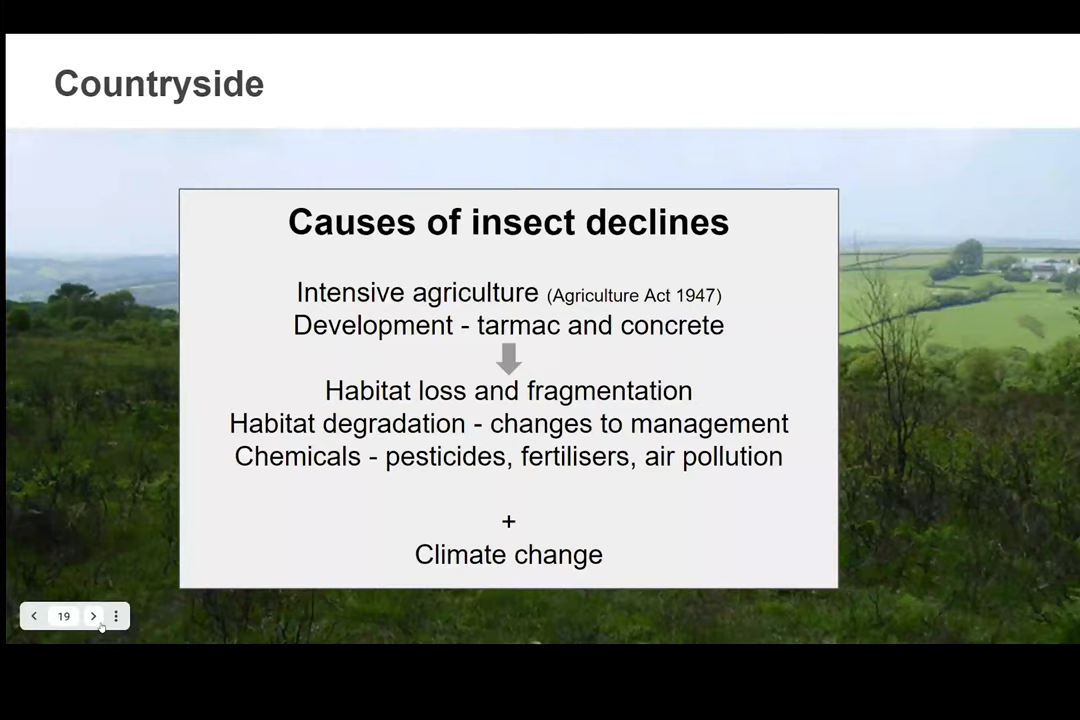 Countryside
Causes of insect declines
Intensive agriculture (Agriculture Act 1947)
Development - tarmac and concrete
Habitat loss and fragmentation
Habitat degradation - changes to management
Chemicals - pesticides, fertilisers, air pollution
+
Climate change
19